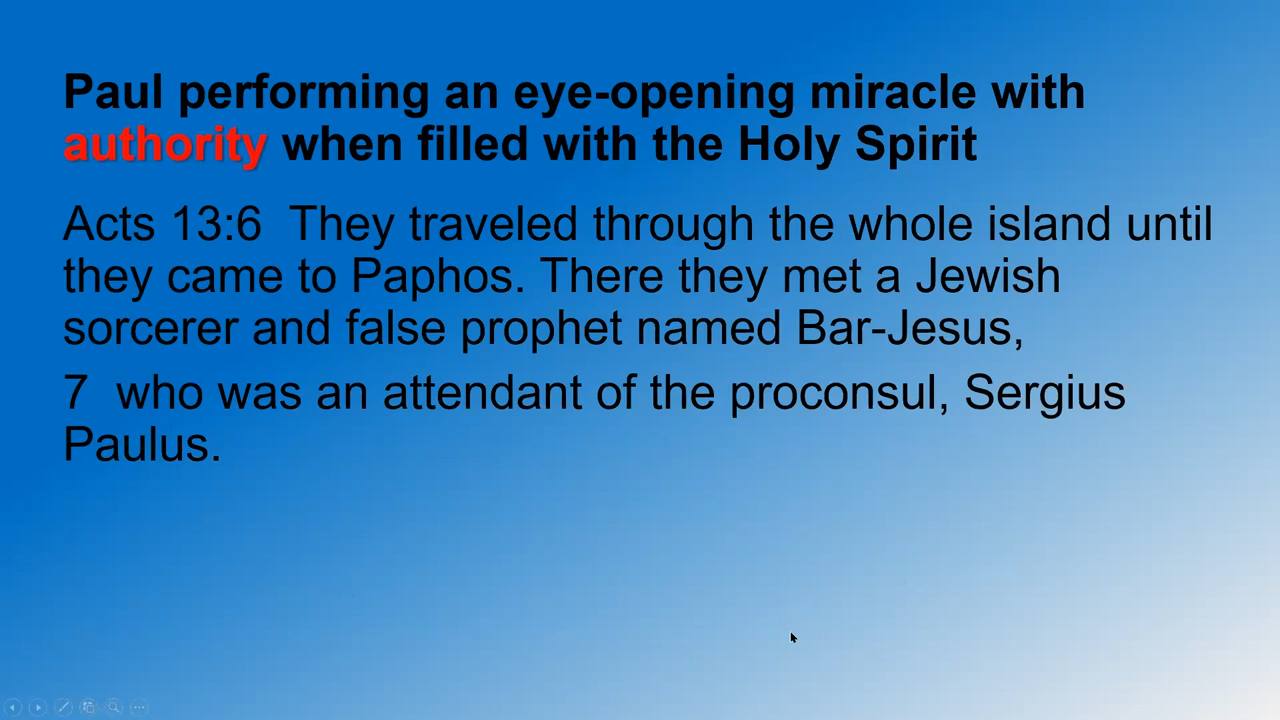 Paul performing an eye-opening miracle with
authority when filled with the Holy Spirit
Acts 13:6  They traveled through the whole island until
they came to Paphos. There they met a Jewish
sorcerer and false prophet named Bar-Jesus,
7  who was an attendant of the proconsul, Sergius
Paulus.